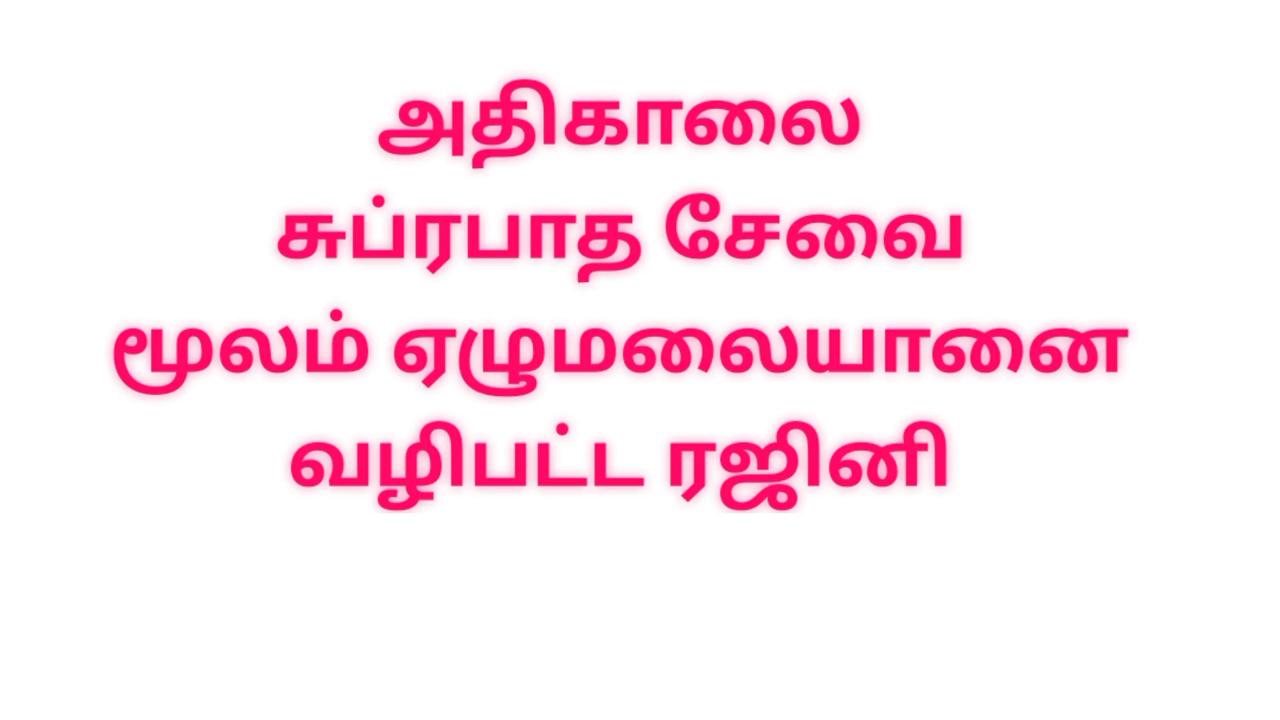 அதிகாலை
சுப்ரபாத சேவை
மூலம் ஏழுமலையானை
வழிபட்ட ரஜினி